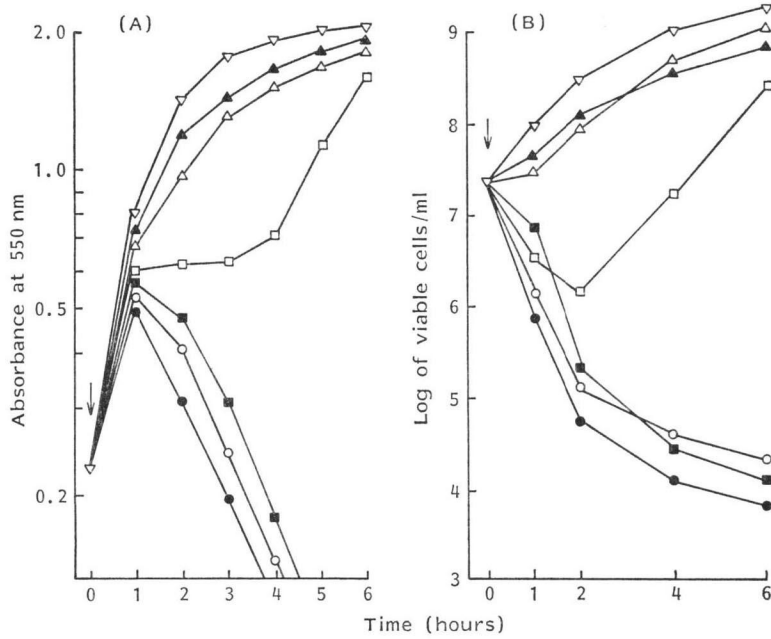 (A)
2.0
1.0
0.5
0.2
Absorbance at 550 nm
0 1 2 3 4 5 6
(B)
9
8
7
6
5
4
3
Log of viable cells/ml
0 1 2 4 6
Time (hours)